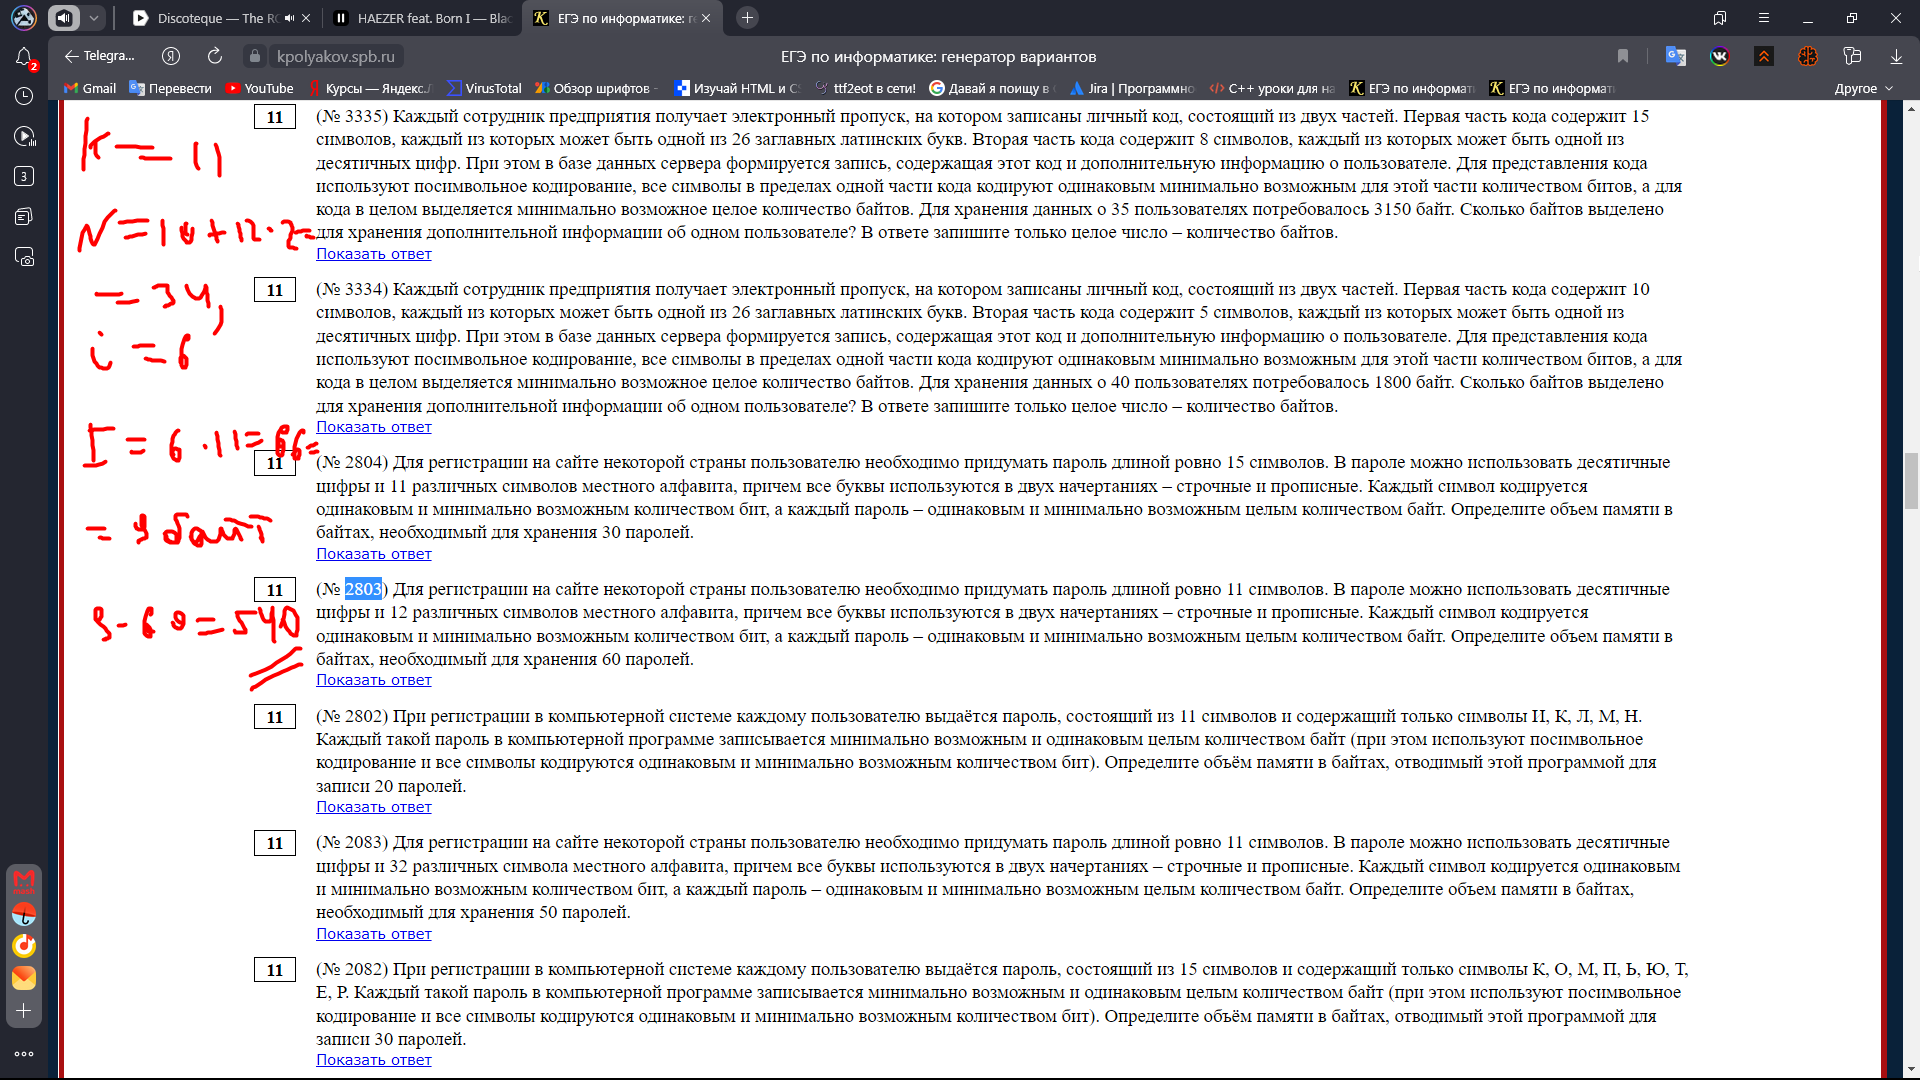 Discoteque — The RO
HAEZER feat. Born I — Blac
ЕГЭ по информатике: ге
2
Telegra...
kpolyakov.spb.ru
ЕГЭ по информатике: генератор вариантов
Gmail
Перевести
YouTube
Курсы — Яндекс.Л
VirusTotal
Обзор шрифтов -
Изучай HTML и CS
ttf2eot в сети!
Давай я поищу в
Jira | Программно
C++ уроки для на
ЕГЭ по информат
ЕГЭ по информат
Другое
3
K = 11
N = 10 + 12 · 2 =
= 34,
i = 6
I = 6 · 11 = 66 =
= 9 байт
9 · 60 = 540
11
(№ 3335) Каждый сотрудник предприятия получает электронный пропуск, на котором записаны личный код, состоящий из двух частей. Первая часть кода содержит 15
символов, каждый из которых может быть одной из 26 заглавных латинских букв. Вторая часть кода содержит 8 символов, каждый из которых может быть одной из
десятичных цифр. При этом в базе данных сервера формируется запись, содержащая этот код и дополнительную информацию о пользователе. Для представления кода
используют посимвольное кодирование, все символы в пределах одной части кода кодируют одинаковым минимально возможным для этой части количеством битов, а для
кода в целом выделяется минимально возможное целое количество байтов. Для хранения данных о 35 пользователях потребовалось 3150 байт. Сколько байтов выделено
для хранения дополнительной информации об одном пользователе? В ответе запишите только целое число – количество байтов.
Показать ответ
11
(№ 3334) Каждый сотрудник предприятия получает электронный пропуск, на котором записаны личный код, состоящий из двух частей. Первая часть кода содержит 10
символов, каждый из которых может быть одной из 26 заглавных латинских букв. Вторая часть кода содержит 5 символов, каждый из которых может быть одной из
десятичных цифр. При этом в базе данных сервера формируется запись, содержащая этот код и дополнительную информацию о пользователе. Для представления кода
используют посимвольное кодирование, все символы в пределах одной части кода кодируют одинаковым минимально возможным для этой части количеством битов, а для
кода в целом выделяется минимально возможное целое количество байтов. Для хранения данных о 40 пользователях потребовалось 1800 байт. Сколько байтов выделено
для хранения дополнительной информации об одном пользователе? В ответе запишите только целое число – количество байтов.
Показать ответ
11
(№ 2804) Для регистрации на сайте некоторой страны пользователю необходимо придумать пароль длиной ровно 15 символов. В пароле можно использовать десятичные
цифры и 11 различных символов местного алфавита, причем все буквы используются в двух начертаниях – строчные и прописные. Каждый символ кодируется
одинаковым и минимально возможным количеством бит, а каждый пароль – одинаковым и минимально возможным целым количеством байт. Определите объем памяти в
байтах, необходимый для хранения 30 паролей.
Показать ответ
11
(№ 2803) Для регистрации на сайте некоторой страны пользователю необходимо придумать пароль длиной ровно 11 символов. В пароле можно использовать десятичные
цифры и 12 различных символов местного алфавита, причем все буквы используются в двух начертаниях – строчные и прописные. Каждый символ кодируется
одинаковым и минимально возможным количеством бит, а каждый пароль – одинаковым и минимально возможным целым количеством байт. Определите объем памяти в
байтах, необходимый для хранения 60 паролей.
Показать ответ
11
(№ 2802) При регистрации в компьютерной системе каждому пользователю выдаётся пароль, состоящий из 11 символов и содержащий только символы И, К, Л, М, Н.
Каждый такой пароль в компьютерной программе записывается минимально возможным и одинаковым целым количеством байт (при этом используют посимвольное
кодирование и все символы кодируются одинаковым и минимально возможным количеством бит). Определите объём памяти в байтах, отводимый этой программой для
записи 20 паролей.
Показать ответ
11
(№ 2083) Для регистрации на сайте некоторой страны пользователю необходимо придумать пароль длиной ровно 11 символов. В пароле можно использовать десятичные
цифры и 32 различных символа местного алфавита, причем все буквы используются в двух начертаниях – строчные и прописные. Каждый символ кодируется одинаковым
и минимально возможным количеством бит, а каждый пароль – одинаковым и минимально возможным целым количеством байт. Определите объем памяти в байтах,
необходимый для хранения 50 паролей.
Показать ответ
11
(№ 2082) При регистрации в компьютерной системе каждому пользователю выдаётся пароль, состоящий из 15 символов и содержащий только символы К, О, М, П, Ь, Ю, Т,
Е, Р. Каждый такой пароль в компьютерной программе записывается минимально возможным и одинаковым целым количеством байт (при этом используют посимвольное
кодирование и все символы кодируются одинаковым и минимально возможным количеством бит). Определите объём памяти в байтах, отводимый этой программой для
записи 30 паролей.
Показать ответ